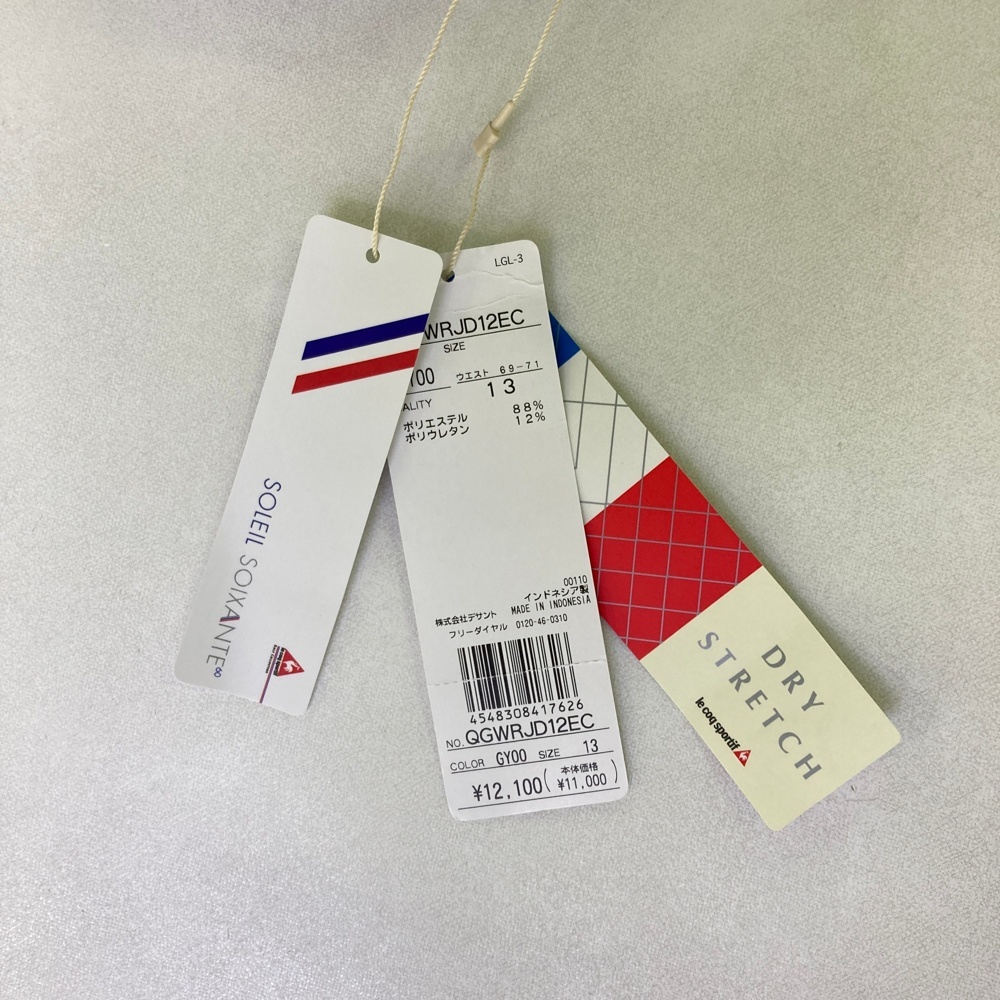 SOLEIL SOIXANTE 60
le coq sportif
LGL-3
WRJD12EC
SIZE
Y00
ウエスト 69-71
13
ALITY
ポリエステル 88%
ポリウレタン 12%
00110
インドネシア製
MADE IN INDONESIA
株式会社デサント
フリーダイヤル 0120-46-0310
4548308417626
NO. QGWRJD12EC
COLOR GY00 SIZE 13
¥12,100(本体価格 ¥11,000)
DRY
STRETCH
le coq sportif